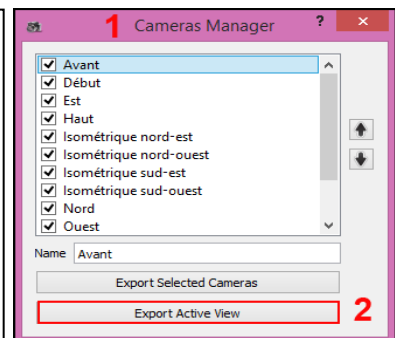 1 Cameras Manager ? ×
Avant
Début
Est
Haut
Isométrique nord-est
Isométrique nord-ouest
Isométrique sud-est
Isométrique sud-ouest
Nord
Ouest
Name Avant
Export Selected Cameras
Export Active View 2